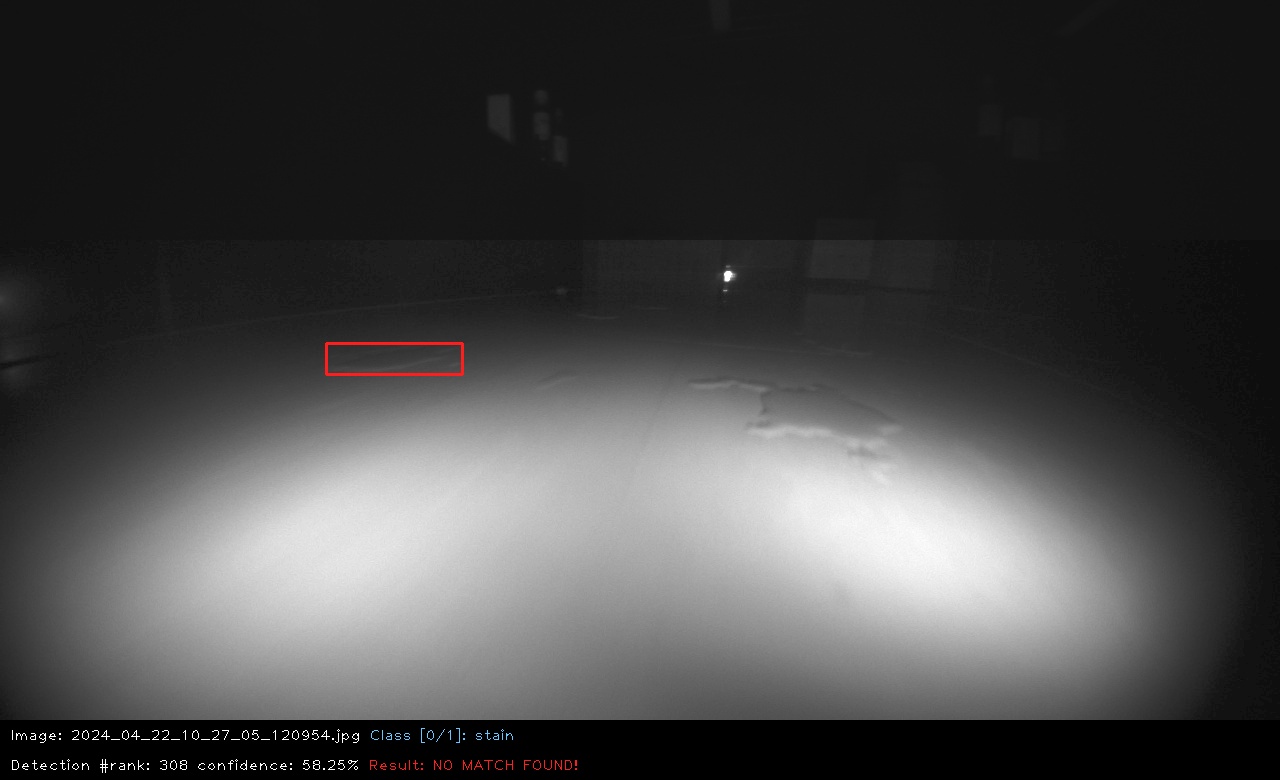 Image: 2024_04_22_10_27_05_120954.jpg Class [0/1]: stain
Detection #rank: 308 confidence: 58.25% Result: NO MATCH FOUND!